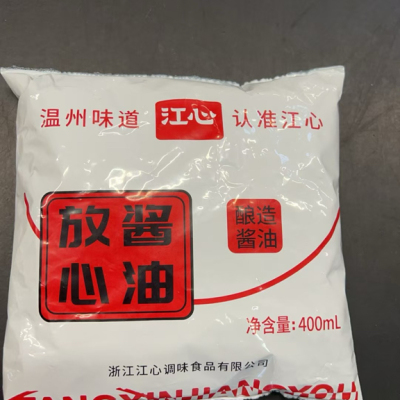 温州味道 江心 认准江心
放心酱油
酿造
酱油
净含量:400mL
浙江江心调味食品有限公司
FANGXINJIANGYOU